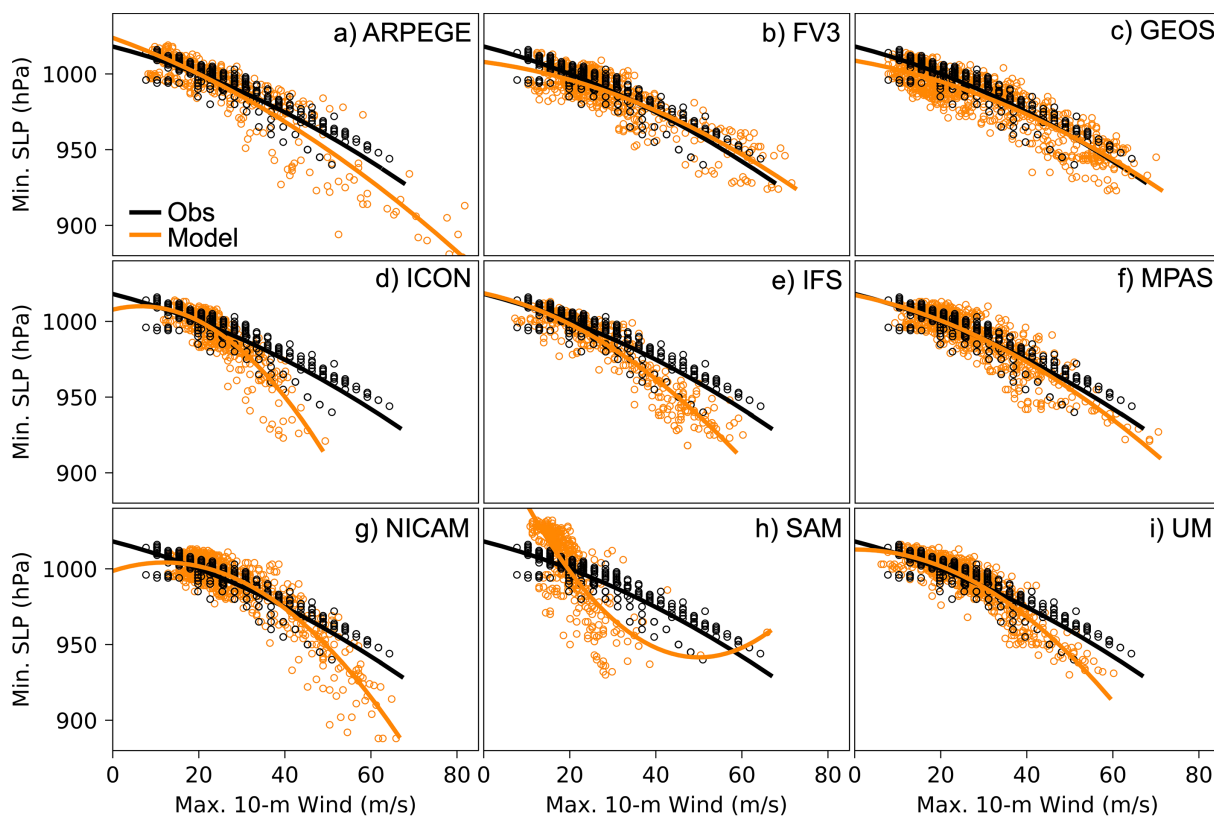 a) ARPEGE
b) FV3
c) GEOS
Min. SLP (hPa)
1000
950
900
Obs
Model
d) ICON
e) IFS
f) MPAS
Min. SLP (hPa)
1000
950
900
g) NICAM
h) SAM
i) UM
Min. SLP (hPa)
1000
950
900
0 20 40 60 80 0 20 40 60 80 0 20 40 60 80
Max. 10-m Wind (m/s) Max. 10-m Wind (m/s) Max. 10-m Wind (m/s)